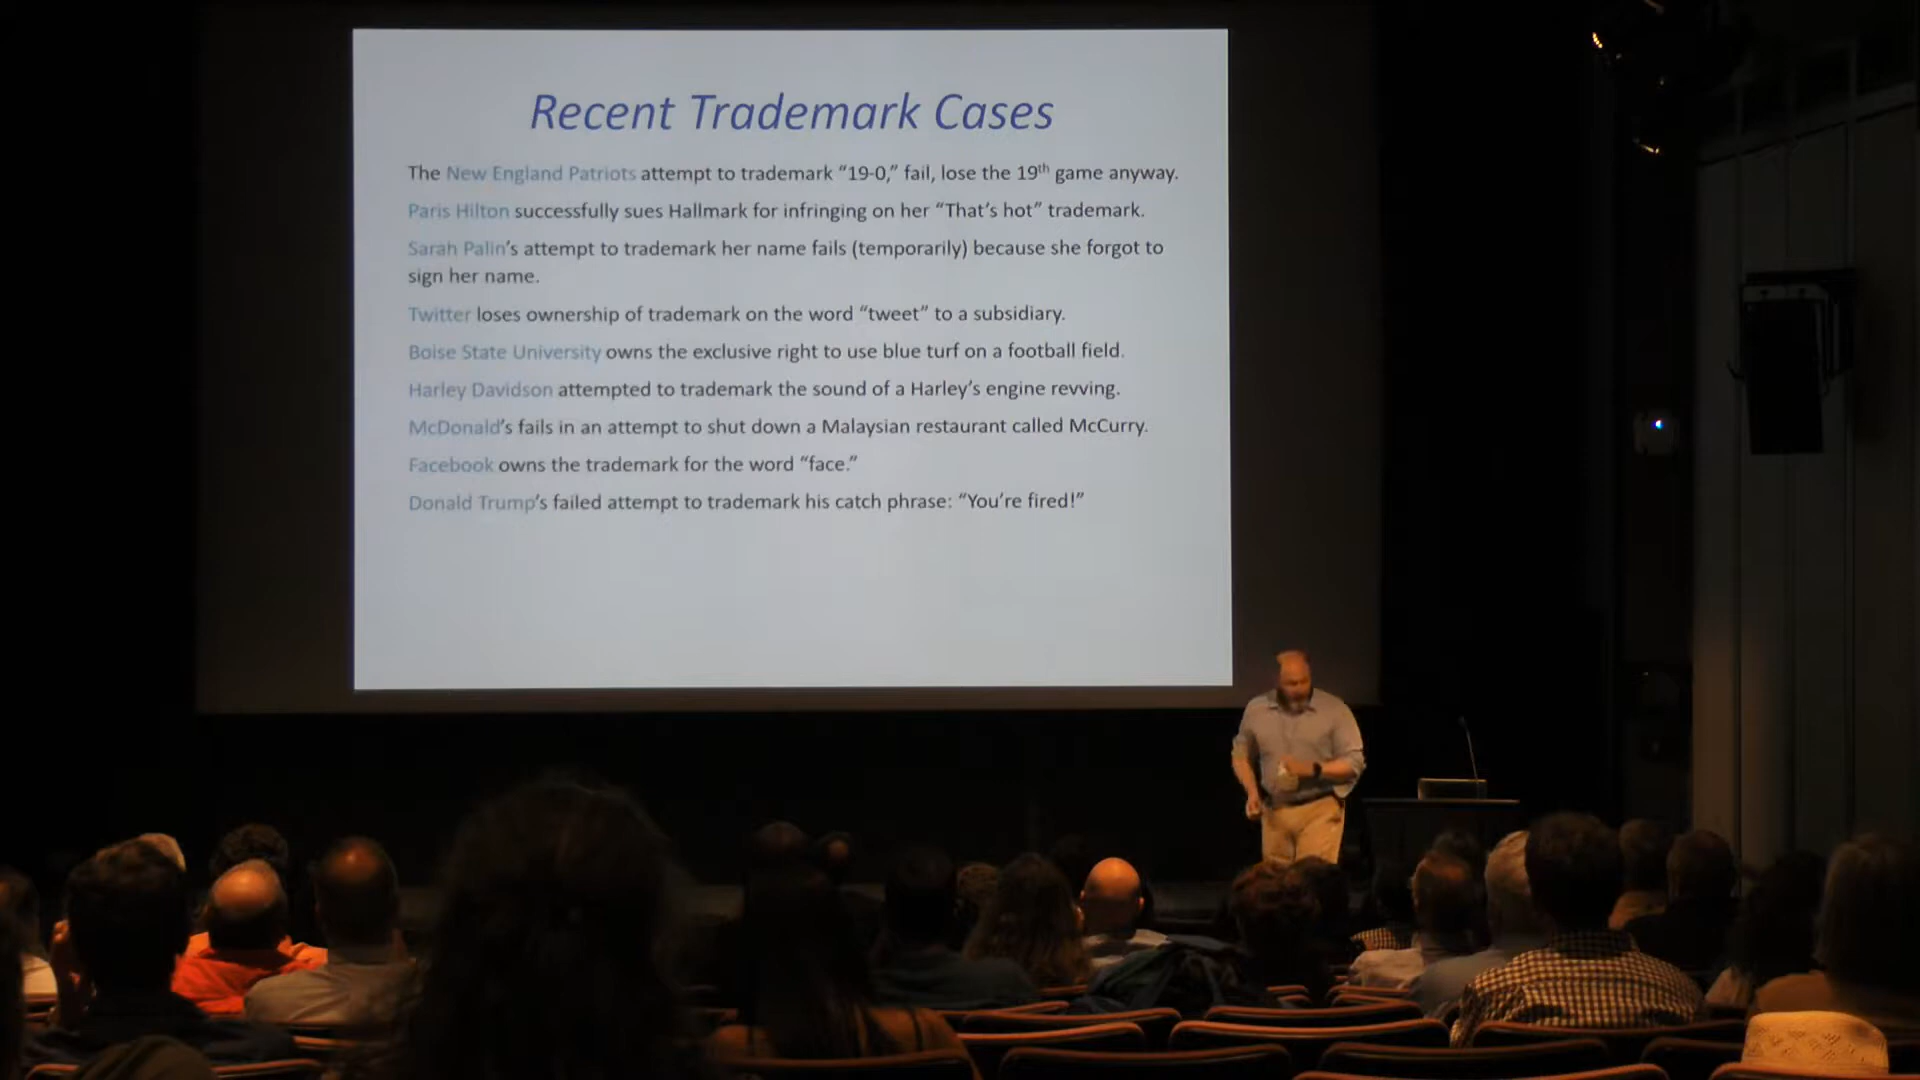 Recent Trademark Cases
The New England Patriots attempt to trademark “19-0,” fail, lose the 19th game anyway.
Paris Hilton successfully sues Hallmark for infringing on her “That’s hot” trademark.
Sarah Palin’s attempt to trademark her name fails (temporarily) because she forgot to
sign her name.
Twitter loses ownership of trademark on the word “tweet” to a subsidiary.
Boise State University owns the exclusive right to use blue turf on a football field.
Harley Davidson attempted to trademark the sound of a Harley’s engine revving.
McDonald’s fails in an attempt to shut down a Malaysian restaurant called McCurry.
Facebook owns the trademark for the word “face.”
Donald Trump’s failed attempt to trademark his catch phrase: “You’re fired!”